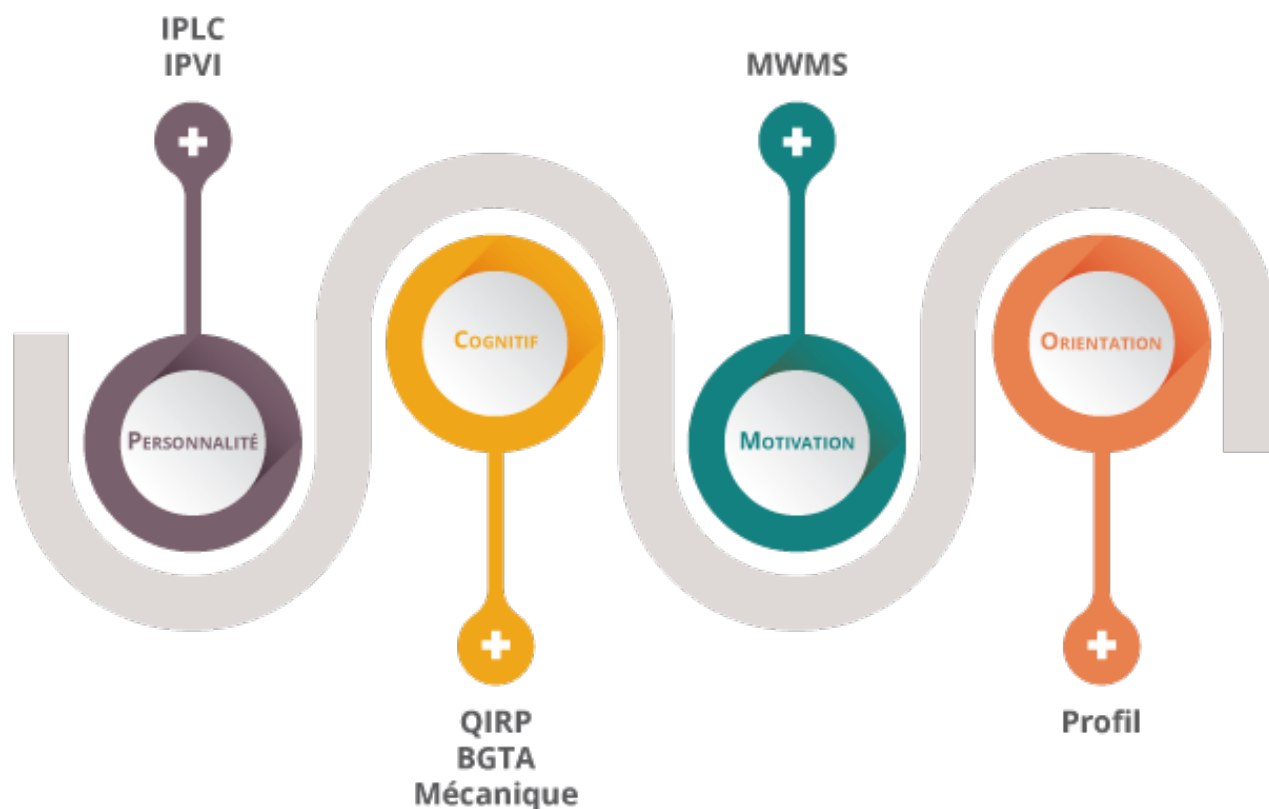 IPLC
IPVI
MWMS
Cognitif
Orientation
Personnalité
Motivation
QIRP
BGTA
Mécanique
Profil